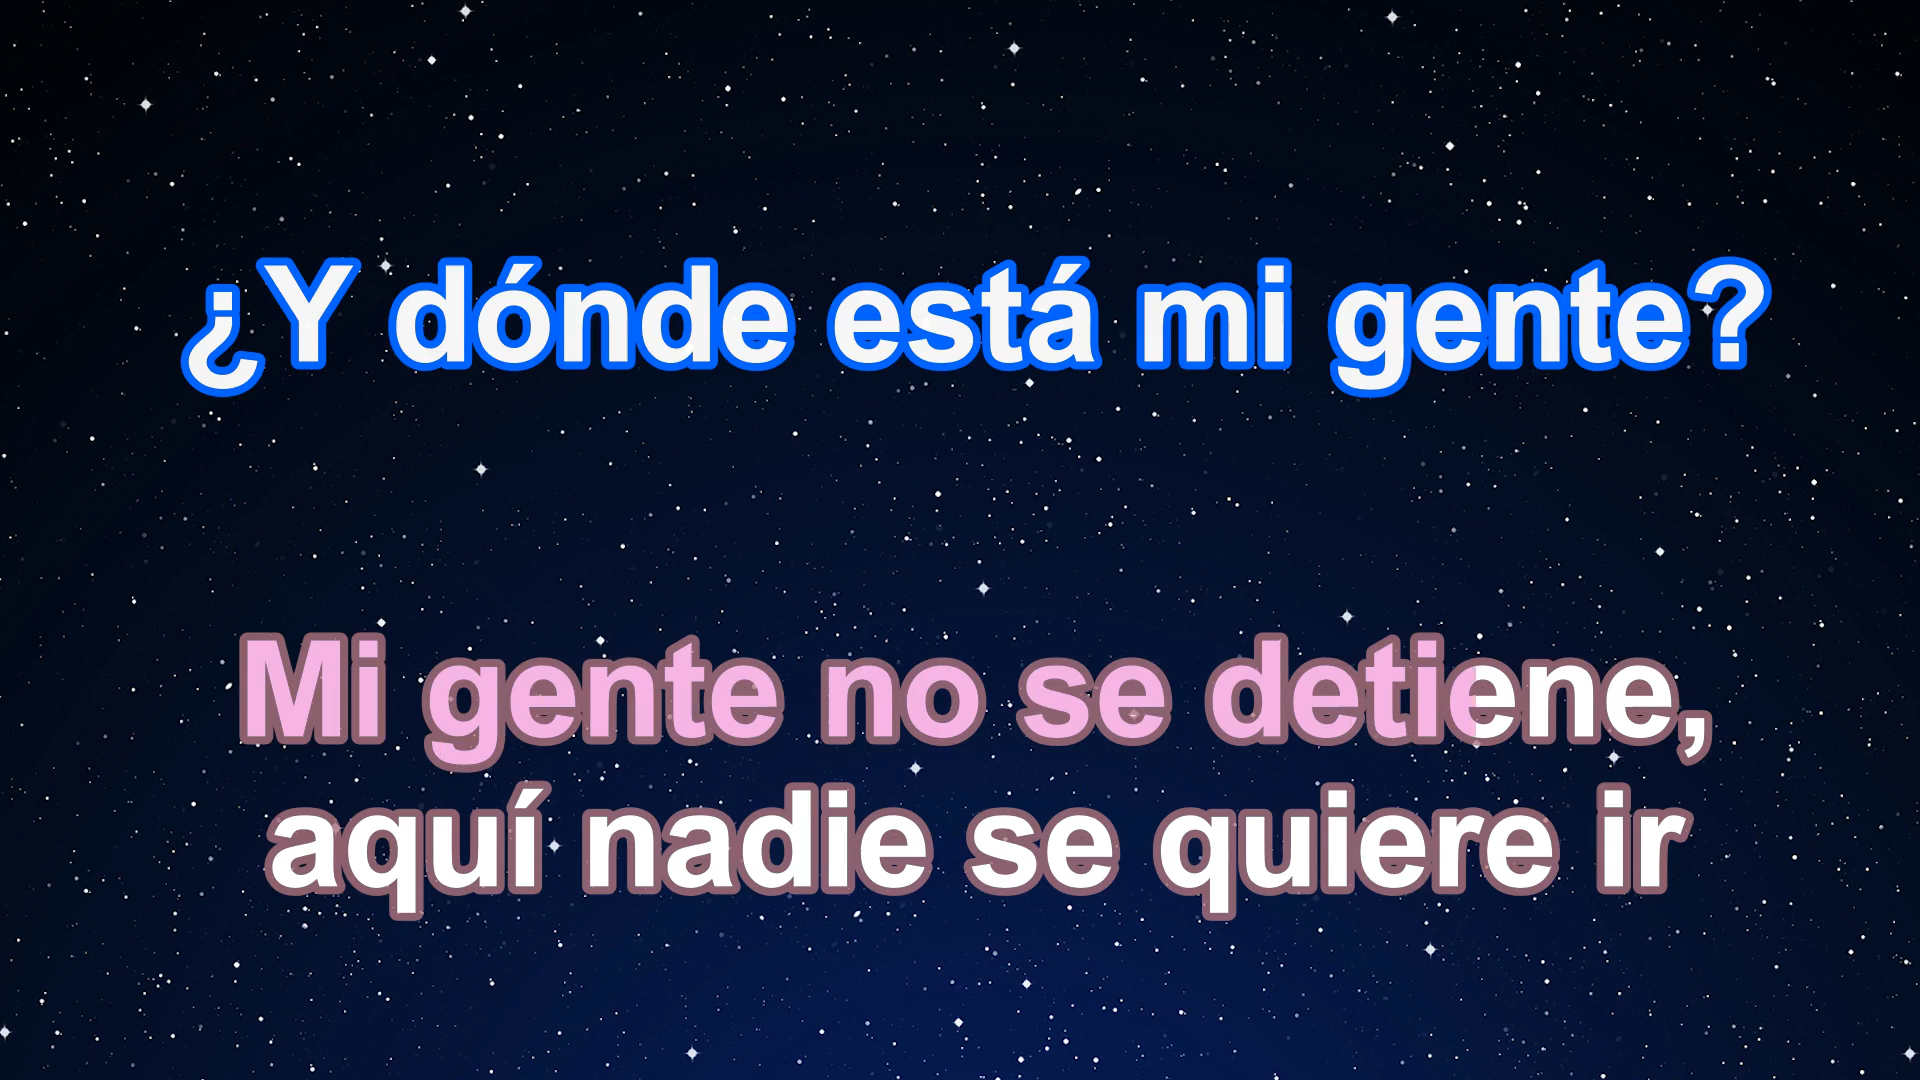 ¿Y dónde está mi gente?
Mi gente no se detiene,
aquí nadie se quiere ir